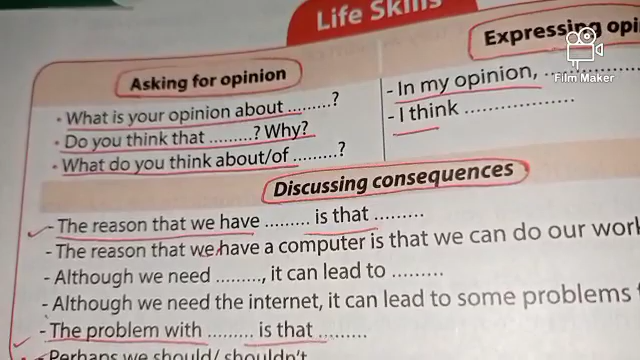 Life Skills
Asking for opinion
Expressing opi
• What is your opinion about .........?
• Do you think that .........? Why?
• What do you think about/of .........?
- In my opinion, ...............
- I think ....................
Discussing consequences
- The reason that we have ......... is that .........
- The reason that we have a computer is that we can do our work
- Although we need ........., it can lead to .........
- Although we need the internet, it can lead to some problems
- The problem with ......... is that .........
- Perhaps we should/ shouldn't
Film Maker